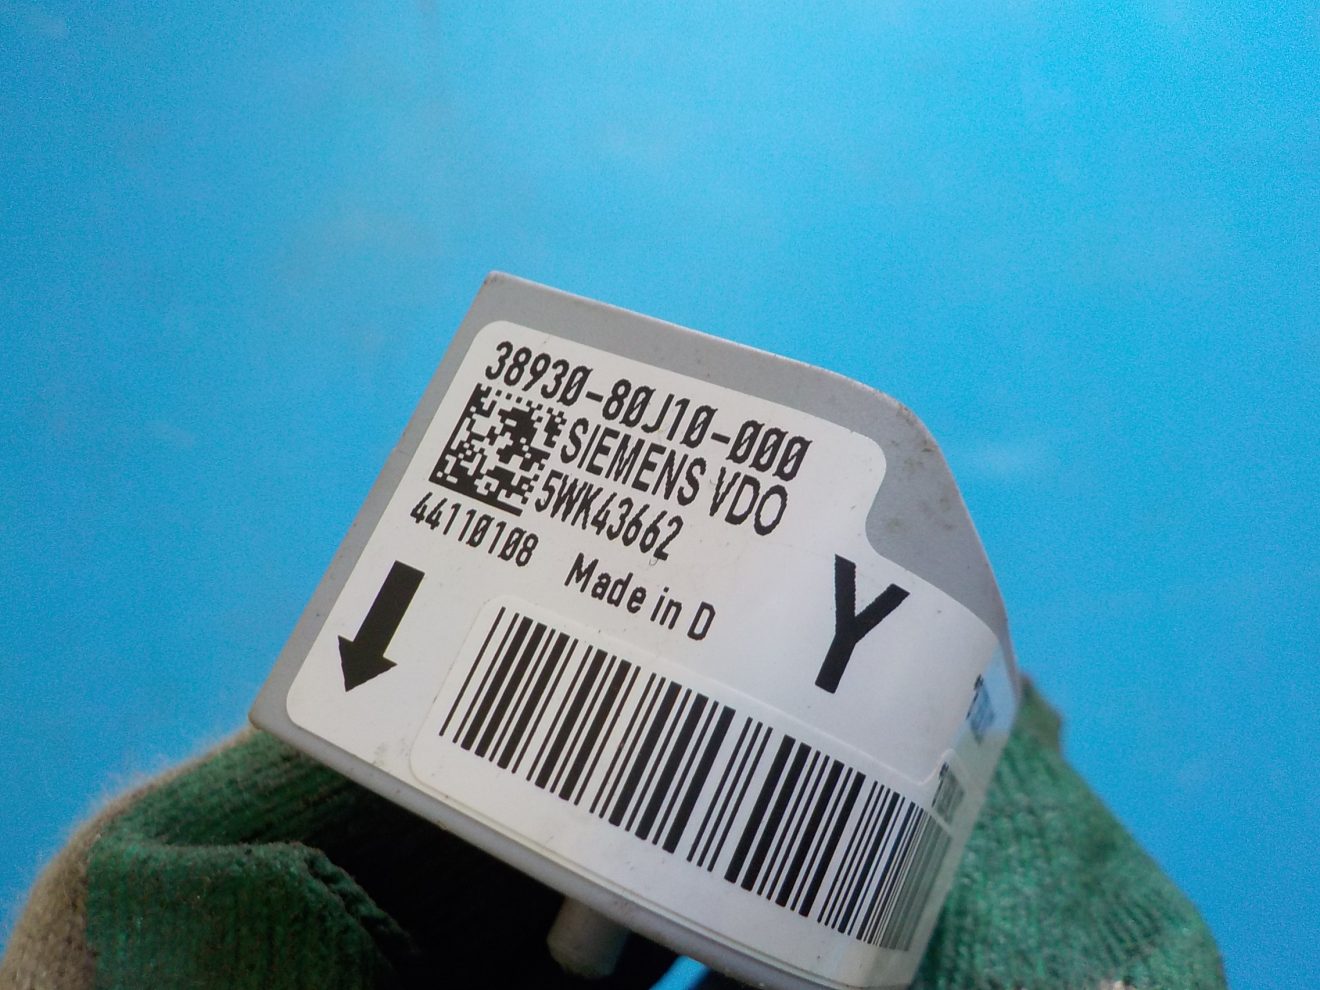 38930-80J10-000
SIEMENS VDO
5WK43662
44110108 Made in D
Y